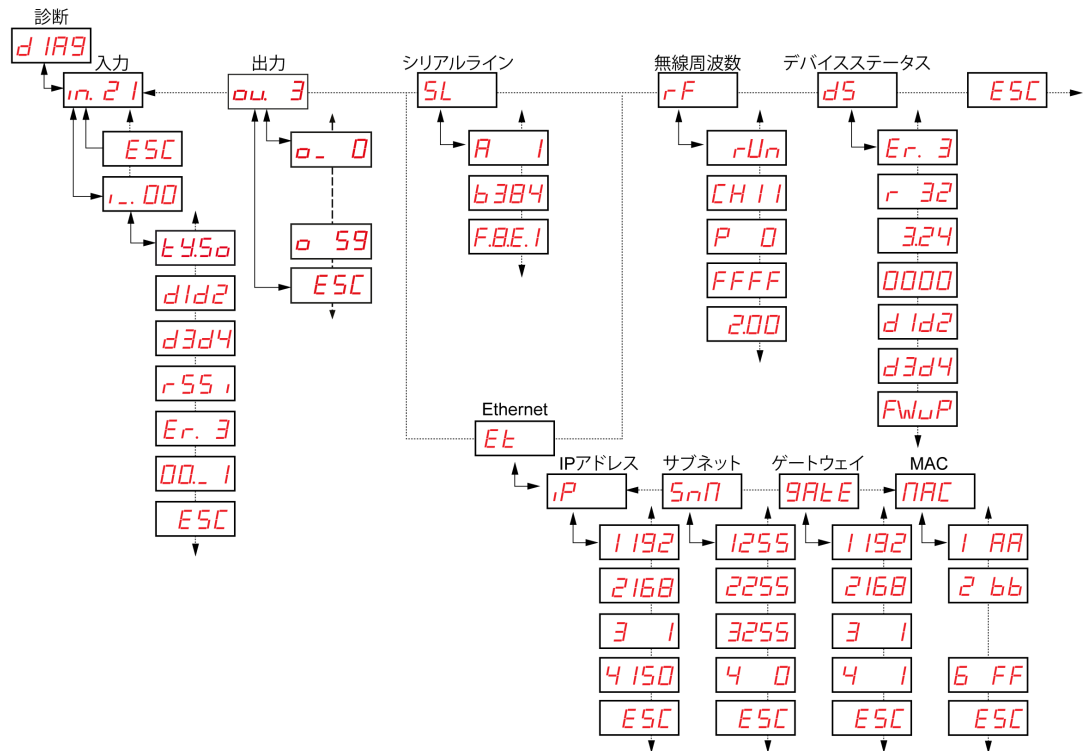 診断
d IAg
入力
in. 2 1
ESC
i_. 00
ty.So
d1d2
d3d4
rSSi
Er. 3
00._ 1
ESC
出力
ou. 3
o_ 0
o 59
ESC
シリアルライン
SL
A 1
b384
F.8.E.1
Ethernet
Et
無線周波数
rF
rUn
CH11
P 0
FFFF
2.00
デバイスステータス
dS
Er. 3
r 32
3.24
0000
d1d2
d3d4
FWuP
ESC
IPアドレス
iP
1 192
2168
3 1
4 150
ESC
サブネット
SnM
1255
2255
3255
4 0
ESC
ゲートウェイ
gAtE
1 192
2168
3 1
4 1
ESC
MAC
MAC
1 AA
2 bb
6 FF
ESC